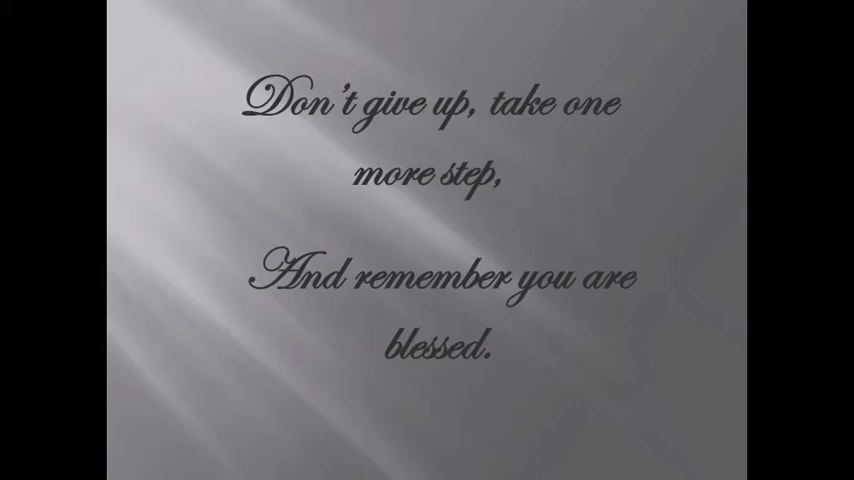 Don't give up, take one
more step,
And remember you are
blessed.